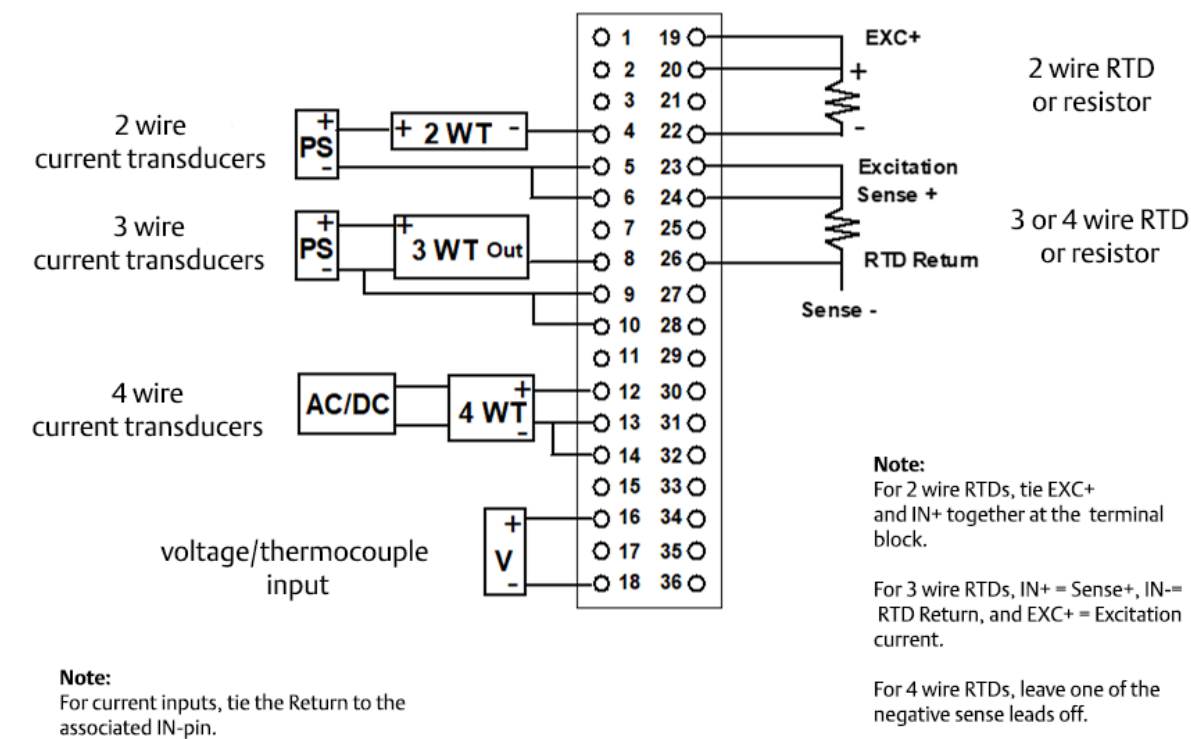 1 19 EXC+
2 20 +
3 21
2 wire RTD
or resistor
2 wire
current transducers
+
PS
-
+ 2 WT -
4 22 -
5 23 Excitation
6 24 Sense +
3 wire
current transducers
+
PS
-
+
3 WT Out
7 25
8 26 RTD Return
9 27
Sense -
10 28
3 or 4 wire RTD
or resistor
11 29
4 wire
current transducers
AC/DC
+
4 WT
-
12 30
13 31
14 32
15 33
voltage/thermocouple
input
+
V
-
16 34
17 35
18 36
Note:
For 2 wire RTDs, tie EXC+
and IN+ together at the terminal
block.
For 3 wire RTDs, IN+ = Sense+, IN-=
RTD Return, and EXC+ = Excitation
current.
For 4 wire RTDs, leave one of the
negative sense leads off.
Note:
For current inputs, tie the Return to the
associated IN-pin.